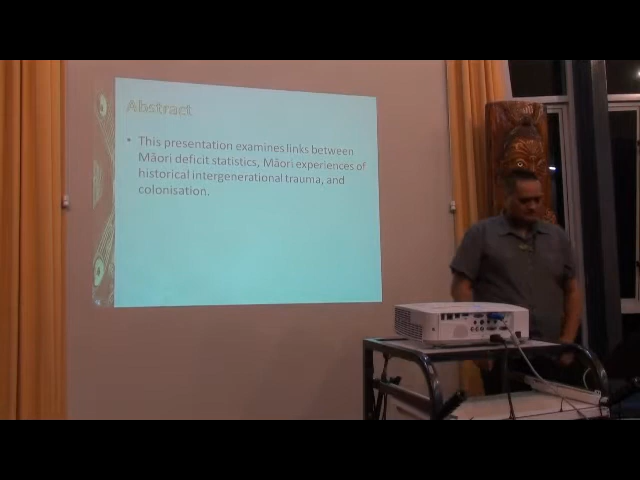 Abstract
• This presentation examines links between
Māori deficit statistics, Māori experiences of
historical intergenerational trauma, and
colonisation.